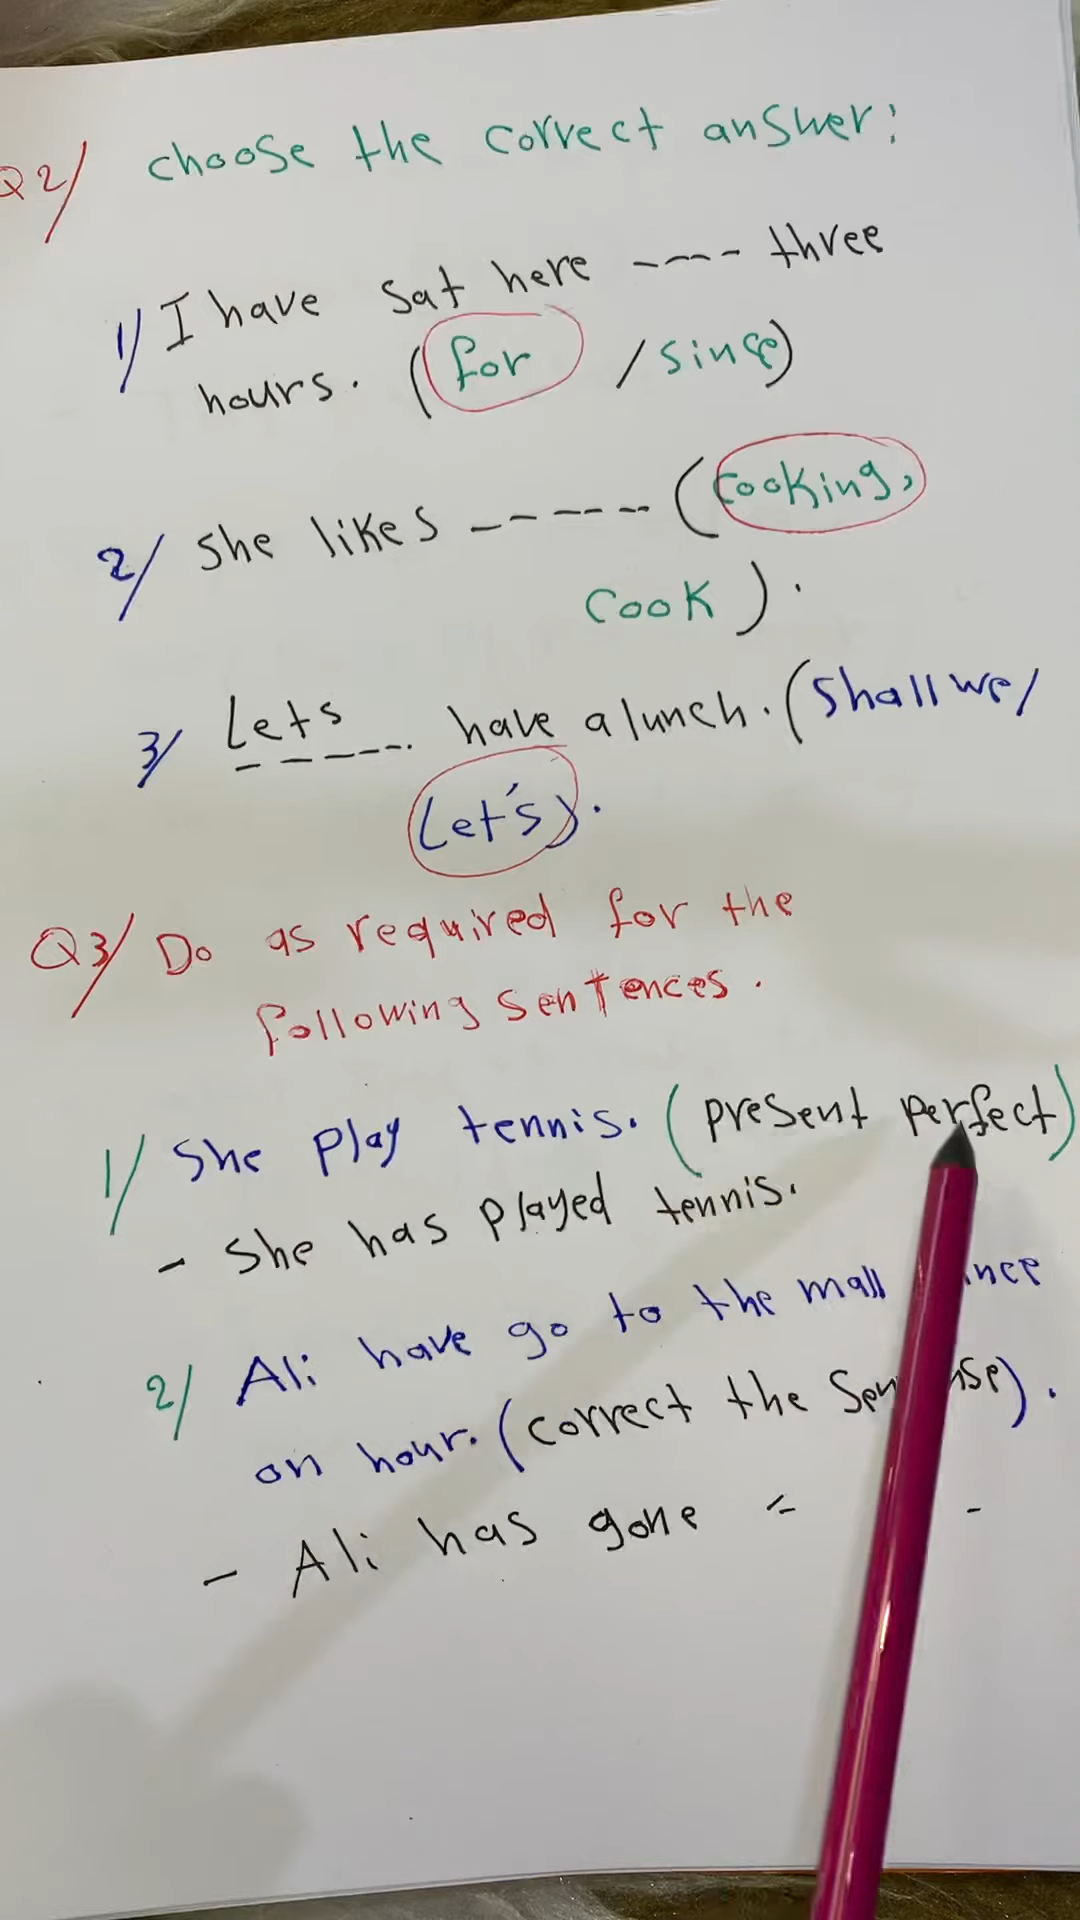 Q2/ choose the correct answer:
1/ I have sat here ---- three
hours. (for / since)
2/ she likes ------ (cooking,
cook).
3/ Lets ----- have a lunch. (shall we/
Let's).
Q3/ Do as required for the
following sentences.
1/ She play tennis. (present perfect)
- She has played tennis.
2/ Ali have go to the mall
on hour. (correct the
- Ali has gone = -